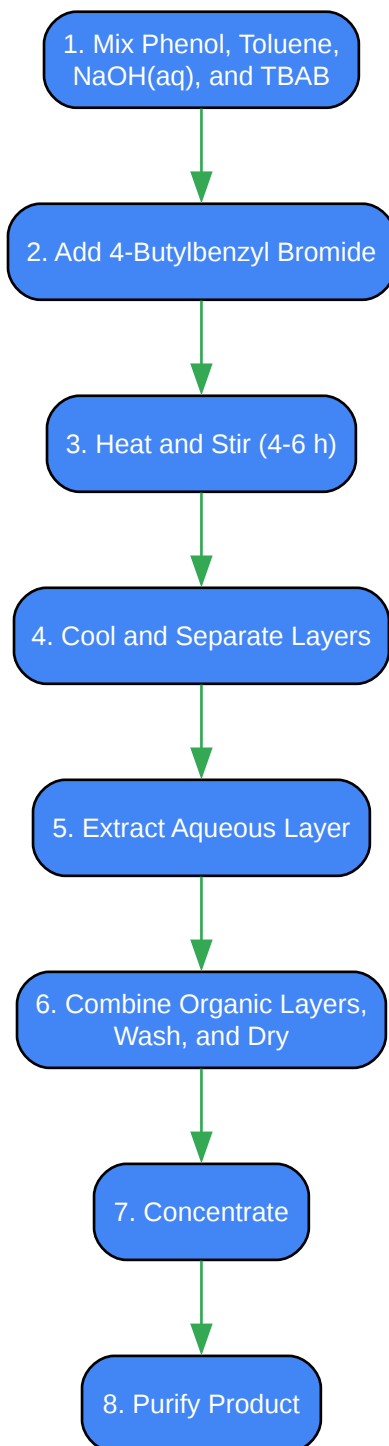 1. Mix Phenol, Toluene,
NaOH(aq), and TBAB
2. Add 4-Butylbenzyl Bromide
3. Heat and Stir (4-6 h)
4. Cool and Separate Layers
5. Extract Aqueous Layer
6. Combine Organic Layers,
Wash, and Dry
7. Concentrate
8. Purify Product